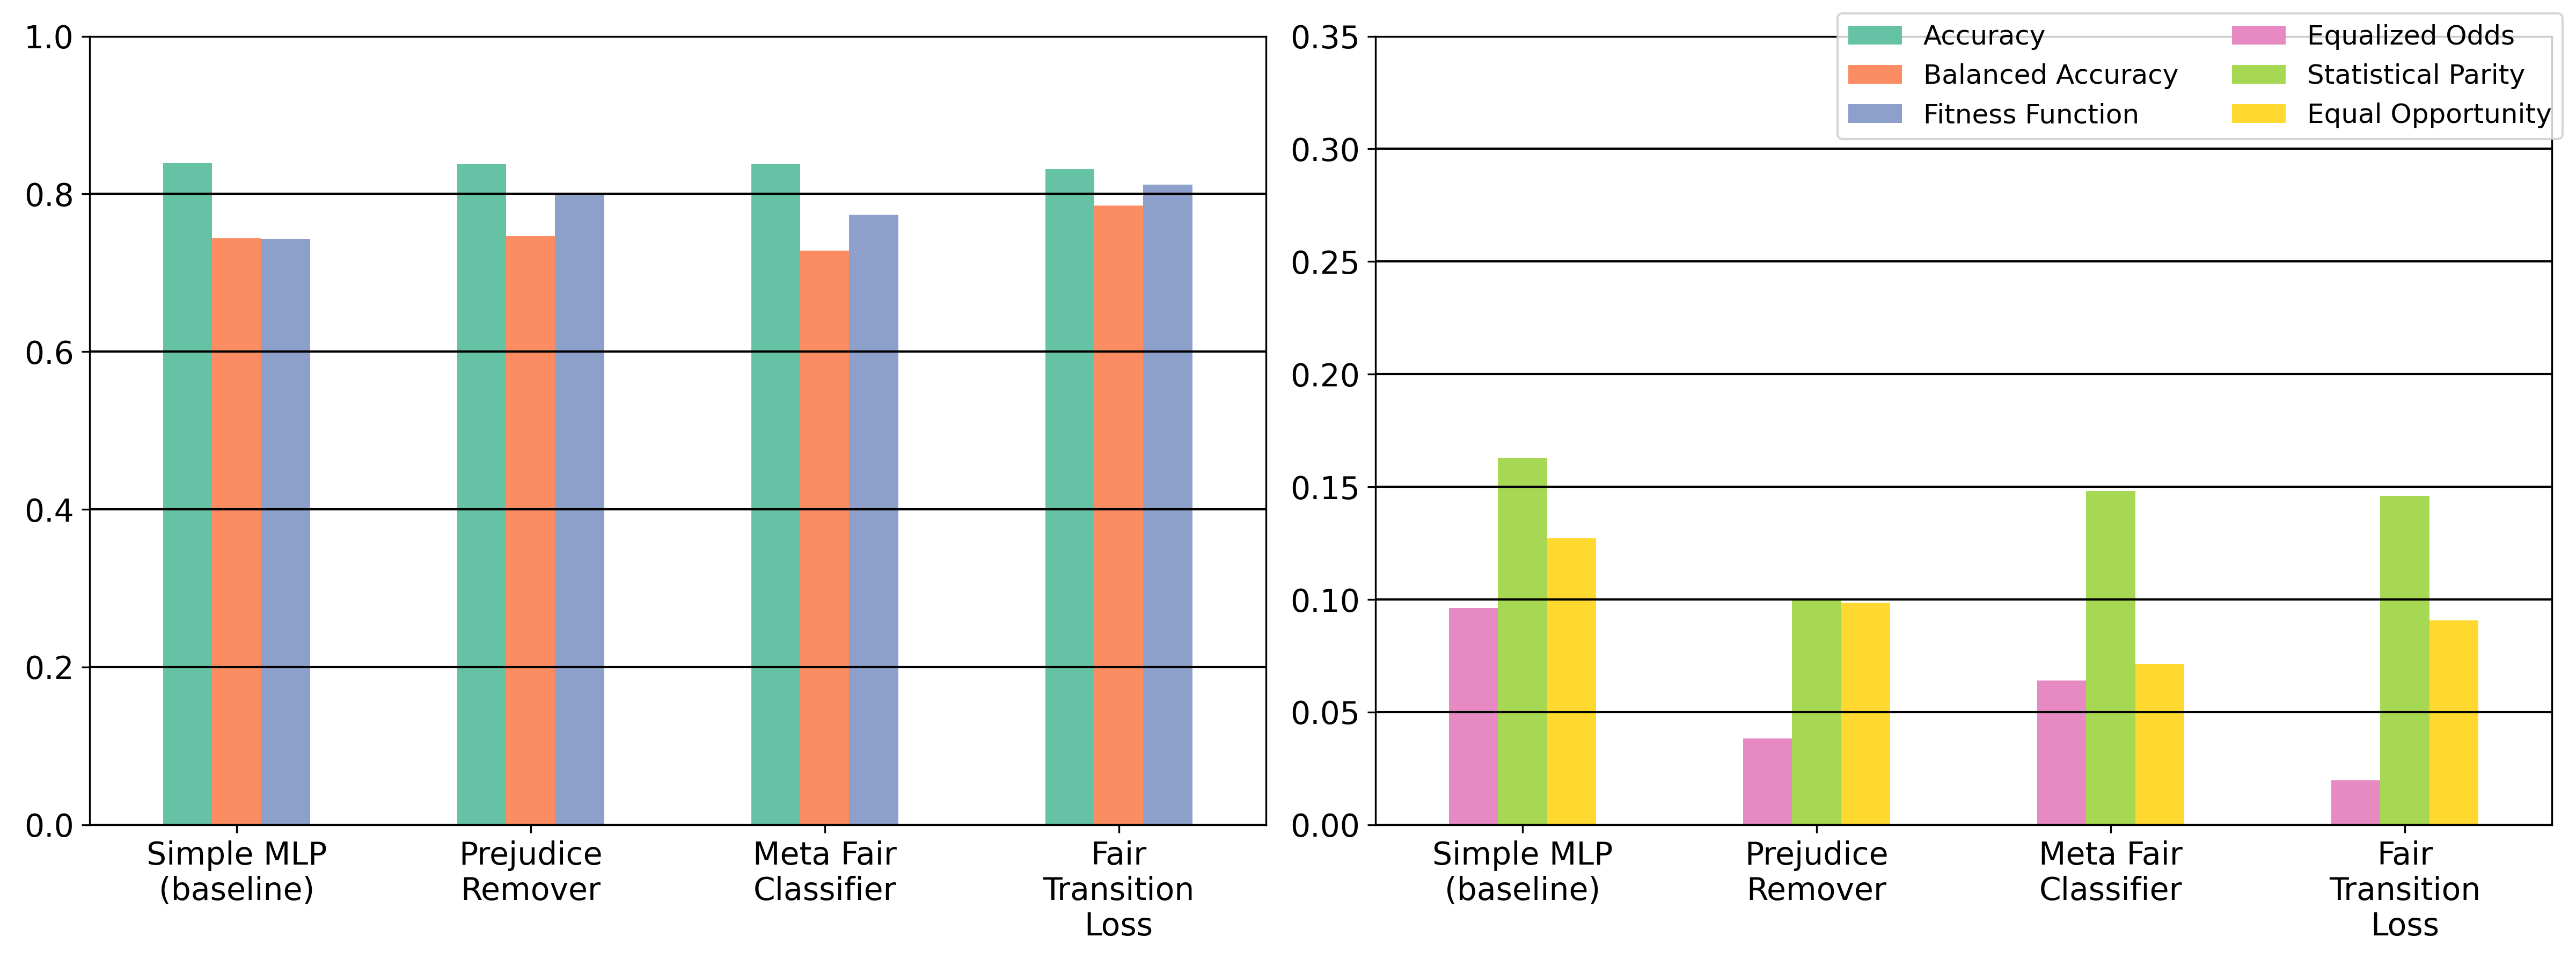 1.0
0.8
0.6
0.4
0.2
0.0
Simple MLP
(baseline)
Prejudice
Remover
Meta Fair
Classifier
Fair
Transition
Loss
0.35
0.30
0.25
0.20
0.15
0.10
0.05
0.00
Simple MLP
(baseline)
Prejudice
Remover
Meta Fair
Classifier
Fair
Transition
Loss
Accuracy
Balanced Accuracy
Fitness Function
Equalized Odds
Statistical Parity
Equal Opportunity